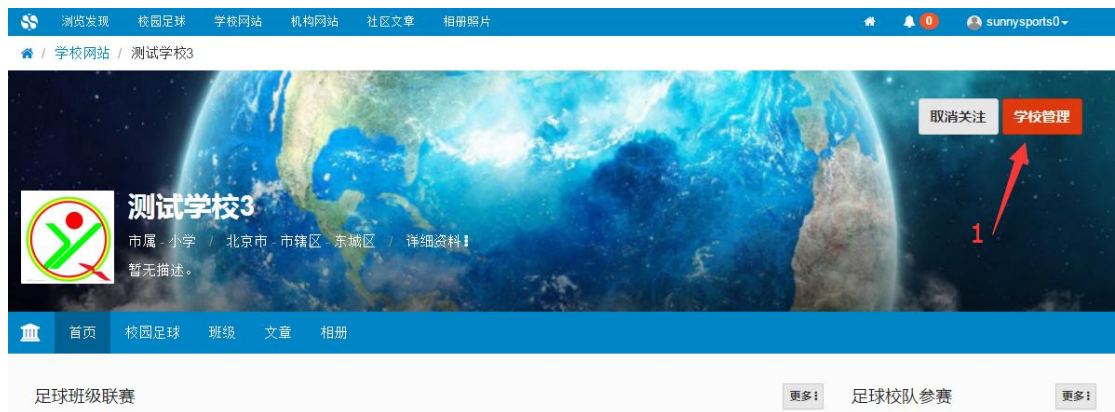 浏览发现 校园足球 学校网站 机构网站 社区文章 相册照片 0 sunnysports0
/ 学校网站 / 测试学校3
取消关注 学校管理
测试学校3
市属 - 小学 / 北京市 - 市辖区 - 东城区 / 详细资料
1
暂无描述。
首页 校园足球 班级 文章 相册
足球班级联赛 更多 足球校队参赛 更多